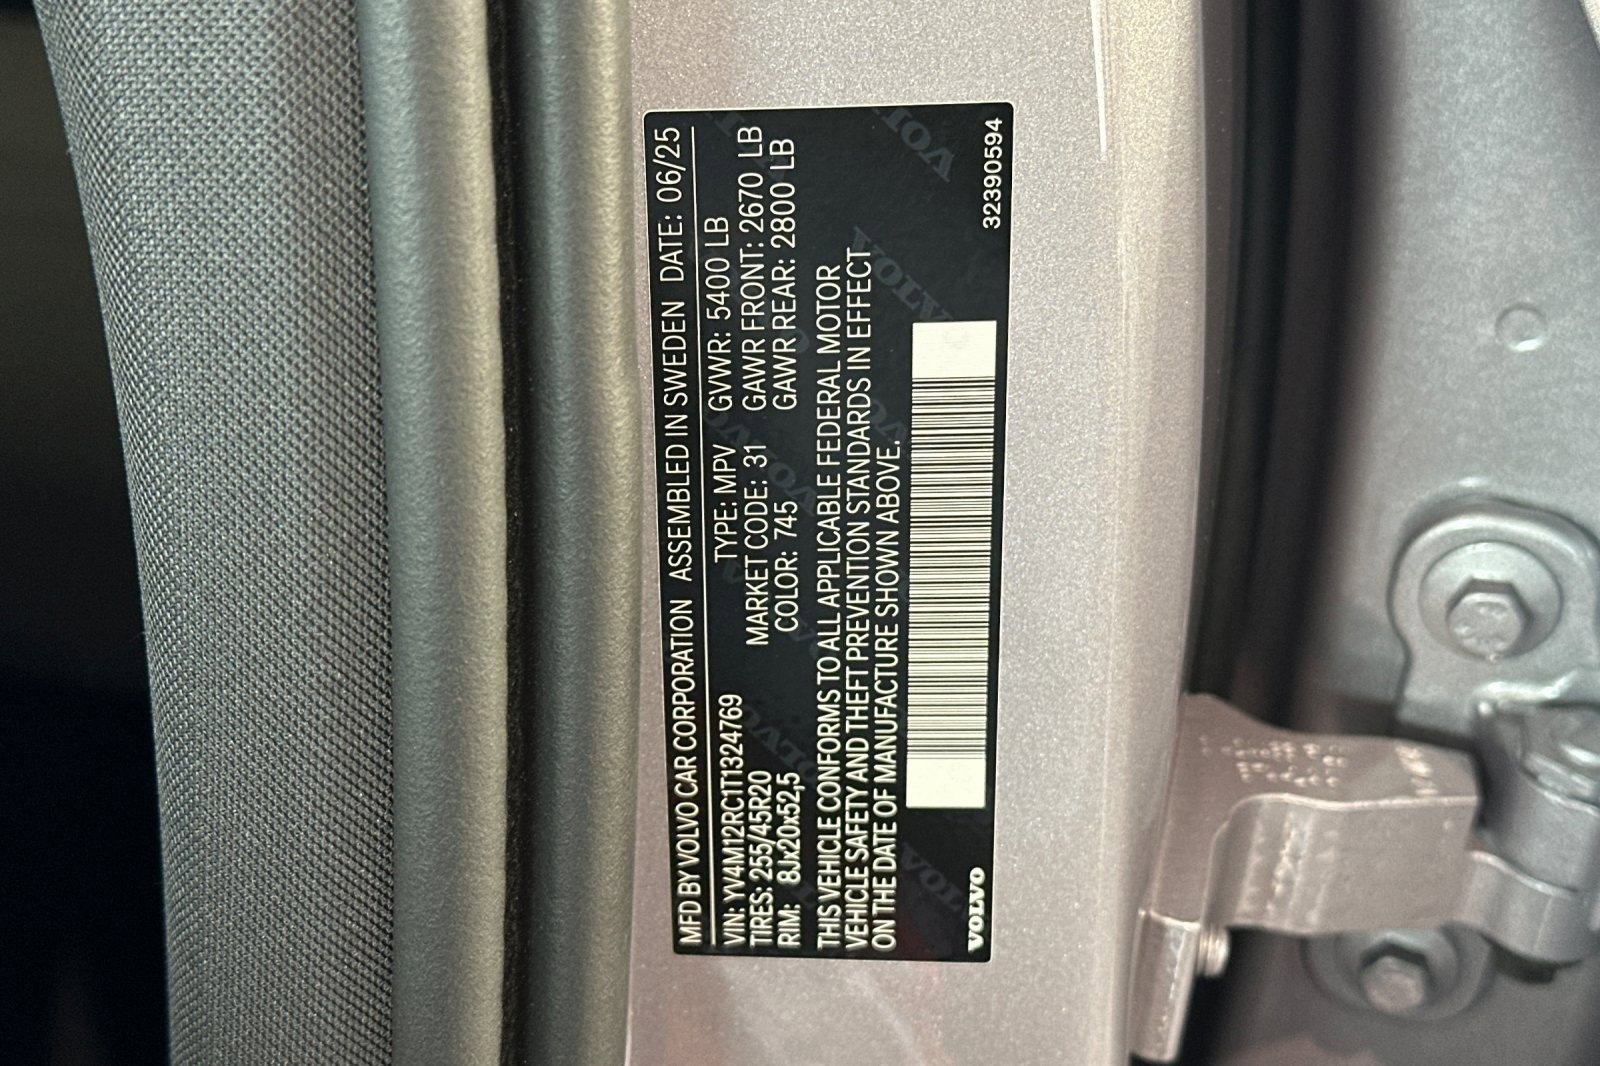 MFD BY VOLVO CAR CORPORATION ASSEMBLED IN SWEDEN DATE: 06/25
VIN: YV4M12RC1T1324769 TYPE: MPV GVWR: 5400 LB
TIRES: 255/45R20 MARKET CODE: 31 GAWR FRONT: 2670 LB
RIM: 8Jx20x52,5 COLOR: 745 GAWR REAR: 2800 LB
THIS VEHICLE CONFORMS TO ALL APPLICABLE FEDERAL MOTOR
VEHICLE SAFETY AND THEFT PREVENTION STANDARDS IN EFFECT
ON THE DATE OF MANUFACTURE SHOWN ABOVE.
VOLVO 32390594